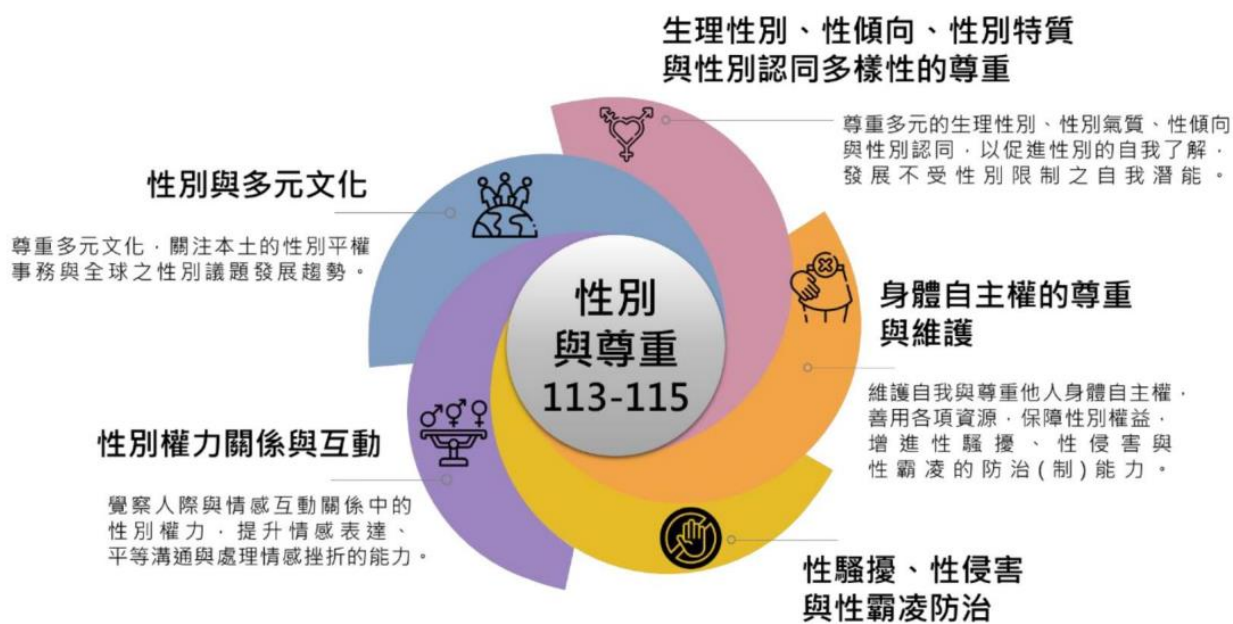 生理性別、性傾向、性別特質
與性別認同多樣性的尊重
尊重多元的生理性別、性別氣質、性傾向
與性別認同，以促進性別的自我了解，
發展不受性別限制之自我潛能。
性別與多元文化
尊重多元文化，關注本土的性別平權
事務與全球之性別議題發展趨勢。
性別
與尊重
113-115
身體自主權的尊重
與維護
維護自我與尊重他人身體自主權，
善用各項資源，保障性別權益，
增進性騷擾、性侵害與
性霸凌的防治(制)能力。
性別權力關係與互動
覺察人際與情感互動關係中的
性別權力，提升情感表達、
平等溝通與處理情感挫折的能力。
性騷擾、性侵害
與性霸凌防治